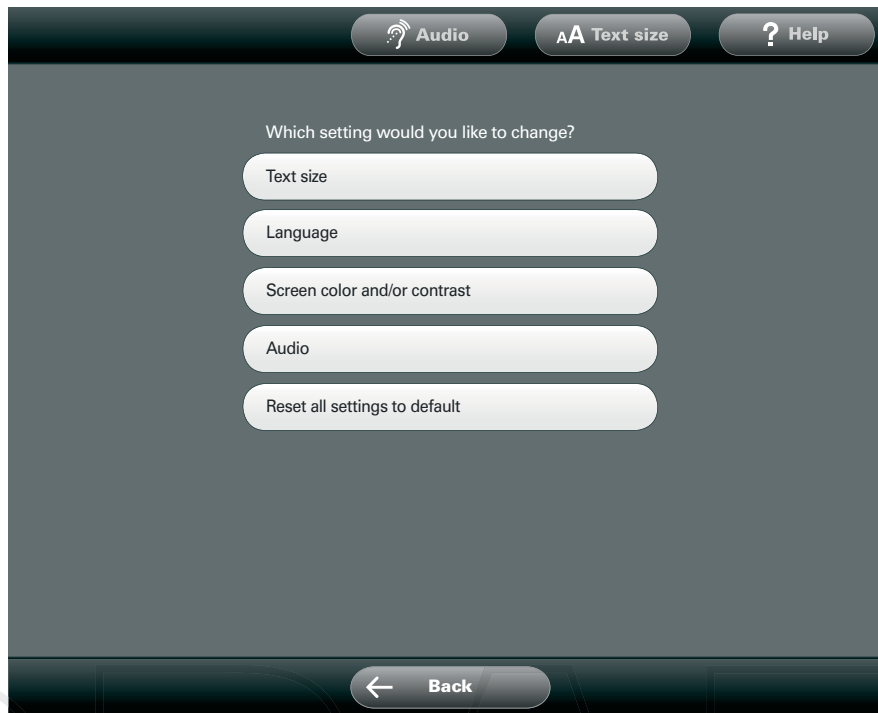 Audio
AA Text size
? Help
Which setting would you like to change?
Text size
Language
Screen color and/or contrast
Audio
Reset all settings to default
Back